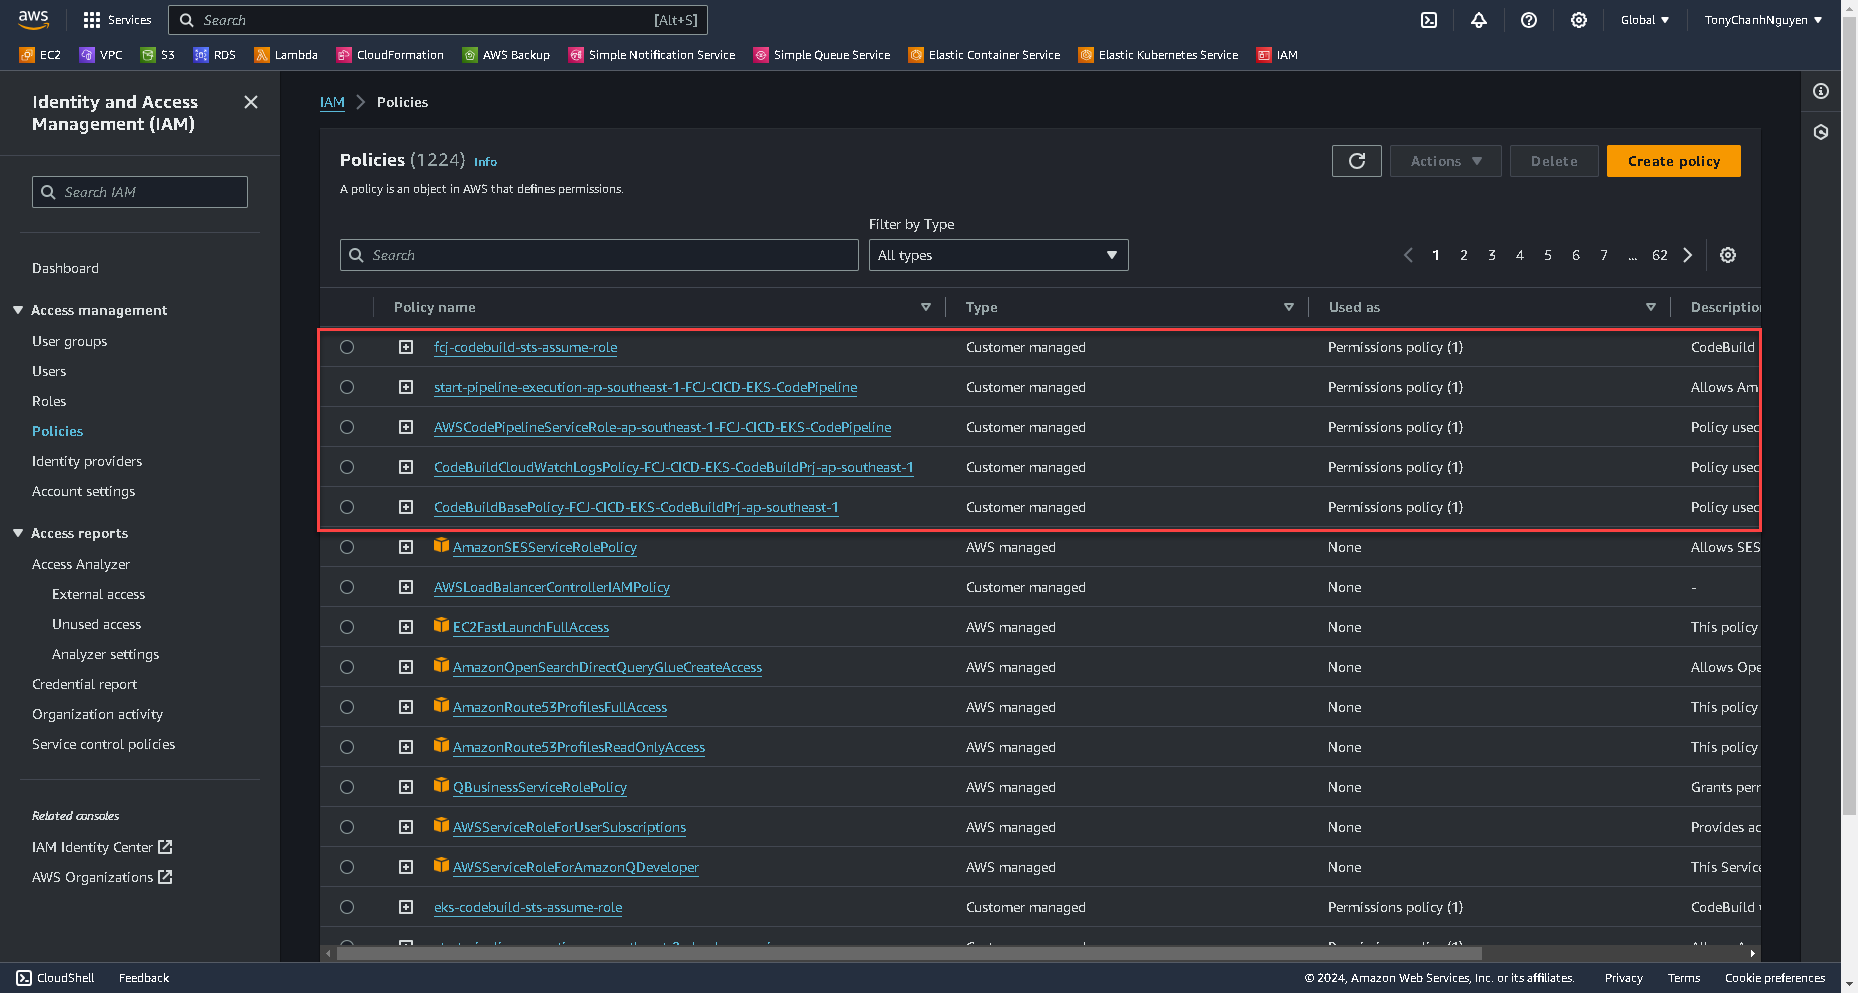 aws
Services
Search
[Alt+S]
Global
TonyChanhNguyen
EC2
VPC
S3
RDS
Lambda
CloudFormation
AWS Backup
Simple Notification Service
Simple Queue Service
Elastic Container Service
Elastic Kubernetes Service
IAM
Identity and Access
Management (IAM)
Search IAM
Dashboard
Access management
User groups
Users
Roles
Policies
Identity providers
Account settings
Access reports
Access Analyzer
External access
Unused access
Analyzer settings
Credential report
Organization activity
Service control policies
Related consoles
IAM Identity Center
AWS Organizations
IAM > Policies
Policies (1224) Info
A policy is an object in AWS that defines permissions.
Actions
Delete
Create policy
Filter by Type
Search
All types
1 2 3 4 5 6 7 ... 62
Policy name Type Used as Descriptio
fcj-codebuild-sts-assume-role Customer managed Permissions policy (1) CodeBuild
start-pipeline-execution-ap-southeast-1-FCJ-CICD-EKS-CodePipeline Customer managed Permissions policy (1) Allows Am
AWSCodePipelineServiceRole-ap-southeast-1-FCJ-CICD-EKS-CodePipeline Customer managed Permissions policy (1) Policy used
CodeBuildCloudWatchLogsPolicy-FCJ-CICD-EKS-CodeBuildPrj-ap-southeast-1 Customer managed Permissions policy (1) Policy used
CodeBuildBasePolicy-FCJ-CICD-EKS-CodeBuildPrj-ap-southeast-1 Customer managed Permissions policy (1) Policy used
AmazonSESServiceRolePolicy AWS managed None Allows SES
AWSLoadBalancerControllerIAMPolicy Customer managed None -
EC2FastLaunchFullAccess AWS managed None This policy
AmazonOpenSearchDirectQueryGlueCreateAccess AWS managed None Allows Ope
AmazonRoute53ProfilesFullAccess AWS managed None This policy
AmazonRoute53ProfilesReadOnlyAccess AWS managed None This policy
QBusinessServiceRolePolicy AWS managed None Grants perr
AWSServiceRoleForUserSubscriptions AWS managed None Provides ac
AWSServiceRoleForAmazonQDeveloper AWS managed None This Service
eks-codebuild-sts-assume-role Customer managed Permissions policy (1) CodeBuild
CloudShell
Feedback
© 2024, Amazon Web Services, Inc. or its affiliates.
Privacy
Terms
Cookie preferences